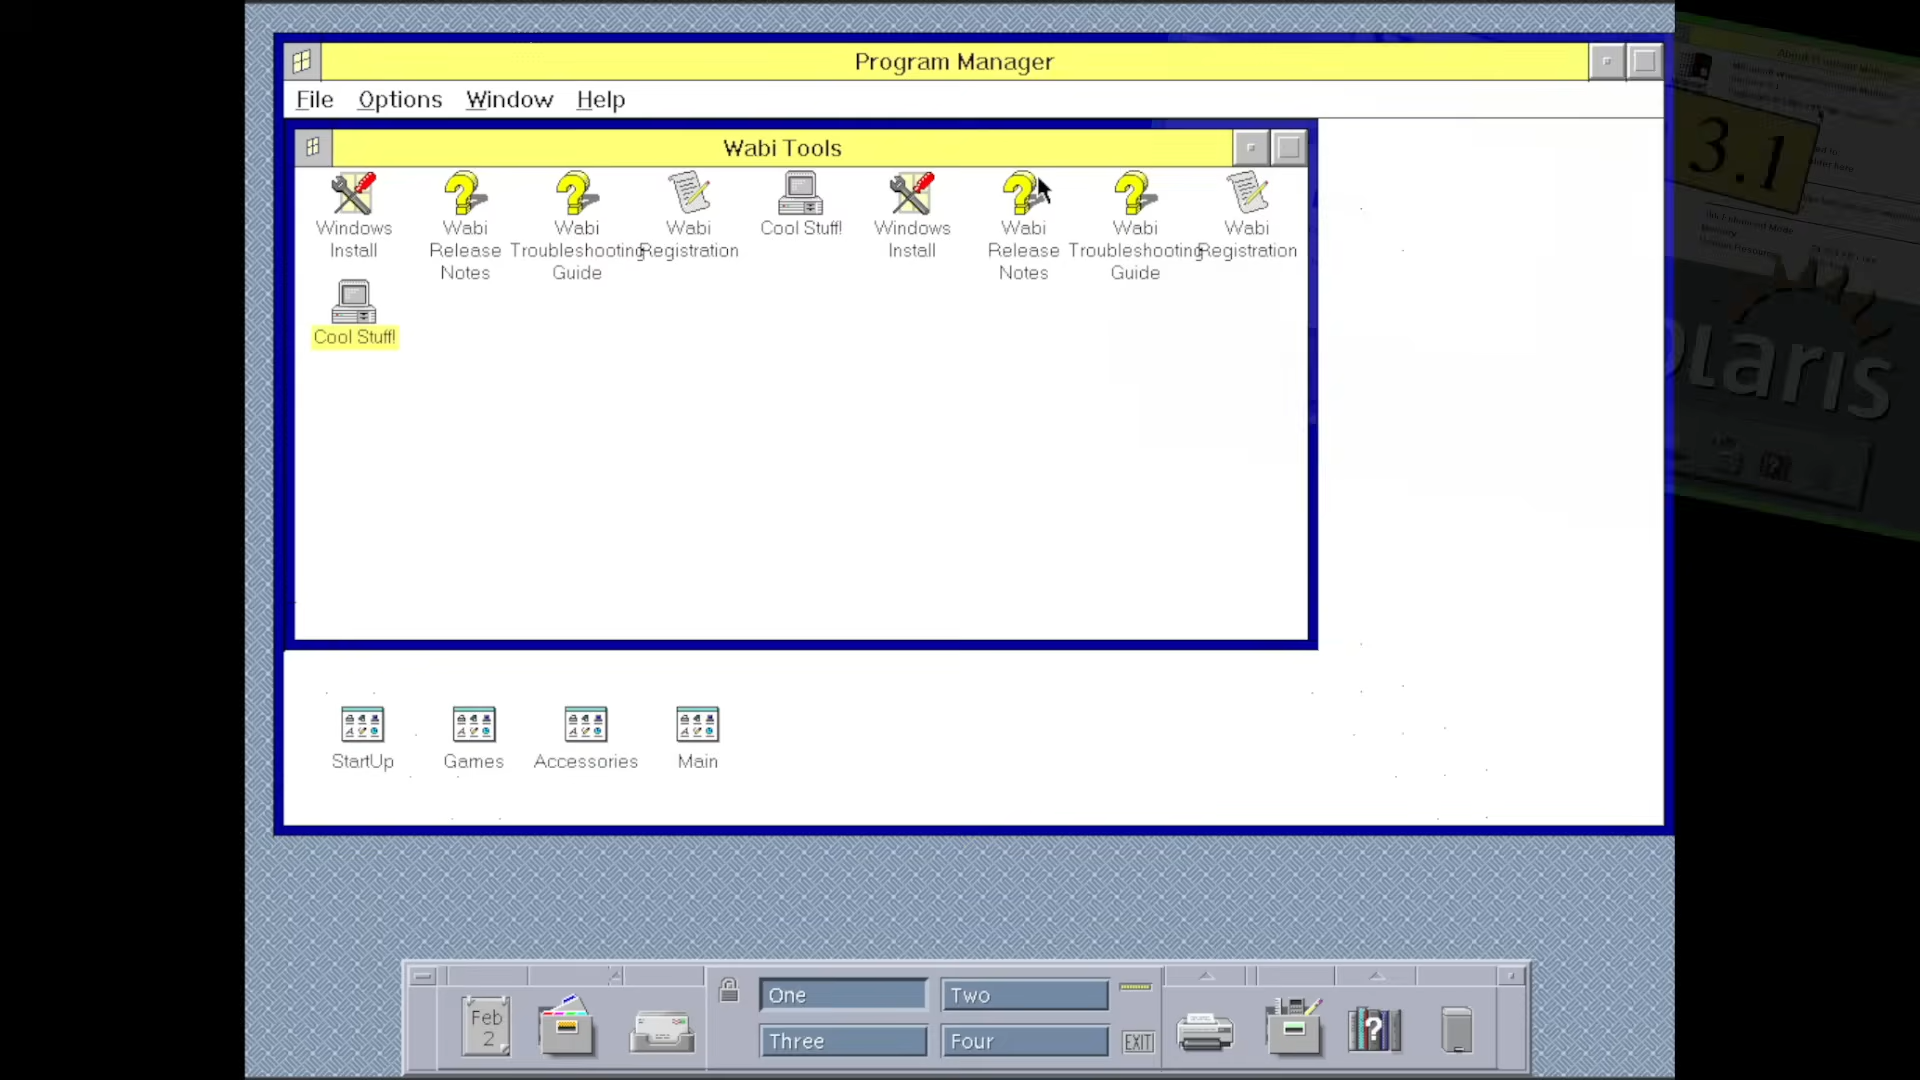 Program Manager
File Options Window Help
Wabi Tools
Windows Install
Wabi Release Notes
Wabi Troubleshooting Guide
Wabi Registration
Cool Stuff!
Windows Install
Wabi Release Notes
Wabi Troubleshooting Guide
Wabi Registration
Cool Stuff!
StartUp
Games
Accessories
Main
Feb
2
One
Two
Three
Four
EXIT
3.1